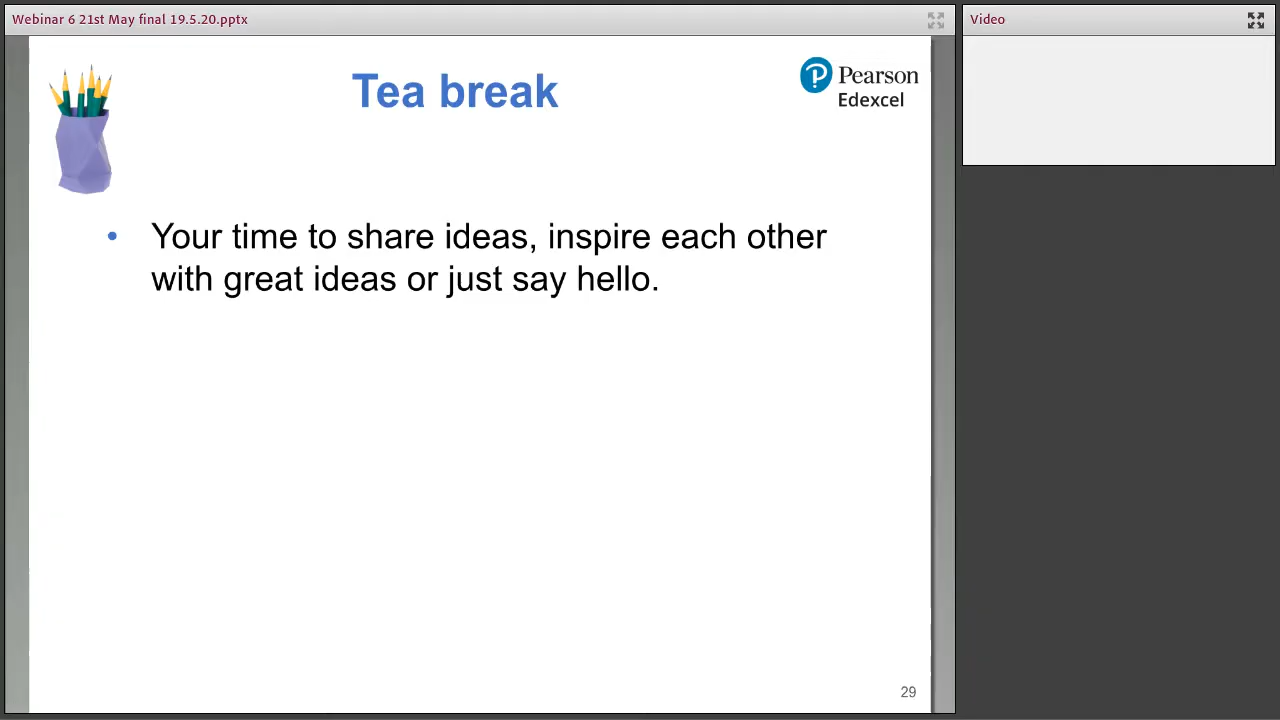 Webinar 6 21st May final 19.5.20.pptx
Video
Tea break
Pearson
Edexcel
• Your time to share ideas, inspire each other
with great ideas or just say hello.
29